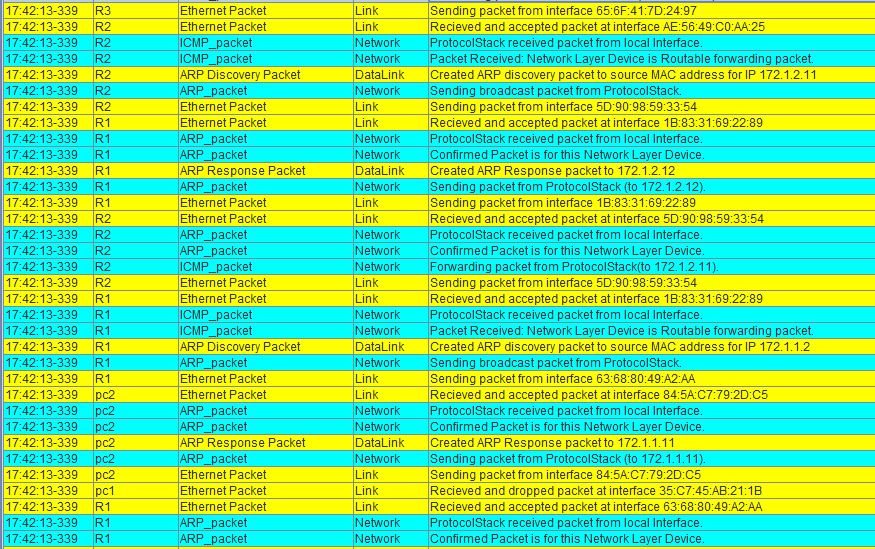 17:42:13-339 R3 Ethernet Packet Link Sending packet from interface 65:6F:41:7D:24:97
17:42:13-339 R2 Ethernet Packet Link Recieved and accepted packet at interface AE:56:49:C0:AA:25
17:42:13-339 R2 ICMP_packet Network ProtocolStack received packet from local Interface.
17:42:13-339 R2 ICMP_packet Network Packet Received: Network Layer Device is Routable forwarding packet.
17:42:13-339 R2 ARP Discovery Packet DataLink Created ARP discovery packet to source MAC address for IP 172.1.2.11
17:42:13-339 R2 ARP_packet Network Sending broadcast packet from ProtocolStack.
17:42:13-339 R2 Ethernet Packet Link Sending packet from interface 5D:90:98:59:33:54
17:42:13-339 R1 Ethernet Packet Link Recieved and accepted packet at interface 1B:83:31:69:22:89
17:42:13-339 R1 ARP_packet Network ProtocolStack received packet from local Interface.
17:42:13-339 R1 ARP_packet Network Confirmed Packet is for this Network Layer Device.
17:42:13-339 R1 ARP Response Packet DataLink Created ARP Response packet to 172.1.2.12
17:42:13-339 R1 ARP_packet Network Sending packet from ProtocolStack (to 172.1.2.12).
17:42:13-339 R1 Ethernet Packet Link Sending packet from interface 1B:83:31:69:22:89
17:42:13-339 R2 Ethernet Packet Link Recieved and accepted packet at interface 5D:90:98:59:33:54
17:42:13-339 R2 ARP_packet Network ProtocolStack received packet from local Interface.
17:42:13-339 R2 ARP_packet Network Confirmed Packet is for this Network Layer Device.
17:42:13-339 R2 ICMP_packet Network Forwarding packet from ProtocolStack(to 172.1.2.11).
17:42:13-339 R2 Ethernet Packet Link Sending packet from interface 5D:90:98:59:33:54
17:42:13-339 R1 Ethernet Packet Link Recieved and accepted packet at interface 1B:83:31:69:22:89
17:42:13-339 R1 ICMP_packet Network ProtocolStack received packet from local Interface.
17:42:13-339 R1 ICMP_packet Network Packet Received: Network Layer Device is Routable forwarding packet.
17:42:13-339 R1 ARP Discovery Packet DataLink Created ARP discovery packet to source MAC address for IP 172.1.1.2
17:42:13-339 R1 ARP_packet Network Sending broadcast packet from ProtocolStack.
17:42:13-339 R1 Ethernet Packet Link Sending packet from interface 63:68:80:49:A2:AA
17:42:13-339 pc2 Ethernet Packet Link Recieved and accepted packet at interface 84:5A:C7:79:2D:C5
17:42:13-339 pc2 ARP_packet Network ProtocolStack received packet from local Interface.
17:42:13-339 pc2 ARP_packet Network Confirmed Packet is for this Network Layer Device.
17:42:13-339 pc2 ARP Response Packet DataLink Created ARP Response packet to 172.1.1.11
17:42:13-339 pc2 ARP_packet Network Sending packet from ProtocolStack (to 172.1.1.11).
17:42:13-339 pc2 Ethernet Packet Link Sending packet from interface 84:5A:C7:79:2D:C5
17:42:13-339 pc1 Ethernet Packet Link Recieved and dropped packet at interface 35:C7:45:AB:21:1B
17:42:13-339 R1 Ethernet Packet Link Recieved and accepted packet at interface 63:68:80:49:A2:AA
17:42:13-339 R1 ARP_packet Network ProtocolStack received packet from local Interface.
17:42:13-339 R1 ARP_packet Network Confirmed Packet is for this Network Layer Device.